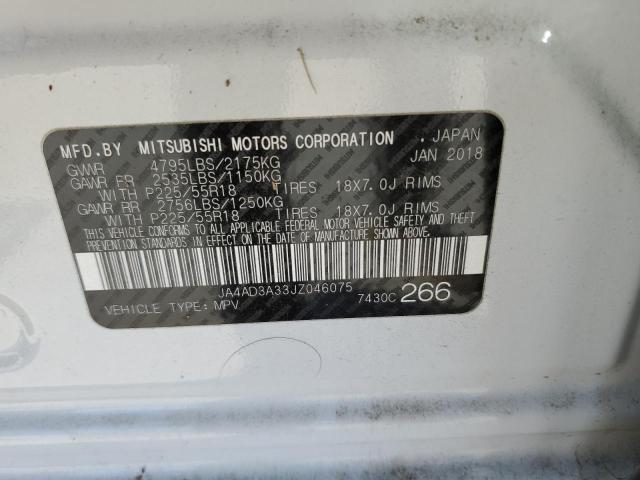 MFD.BY MITSUBISHI MOTORS CORPORATION . JAPAN
GVWR 4795LBS/2175KG JAN 2018
GAWR FR 2535LBS/1150KG
WITH P225/55R18 TIRES 18X7.0J RIMS
GAWR RR 2756LBS/1250KG
WITH P225/55R18 TIRES 18X7.0J RIMS
THIS VEHICLE CONFORMS TO ALL APPLICABLE FEDERAL MOTOR VEHICLE SAFETY AND THEFT
PREVENTION STANDARDS IN EFFECT ON THE DATE OF MANUFACTURE SHOWN ABOVE.
JA4AD3A33JZ046075
VEHICLE TYPE: MPV 7430C 266